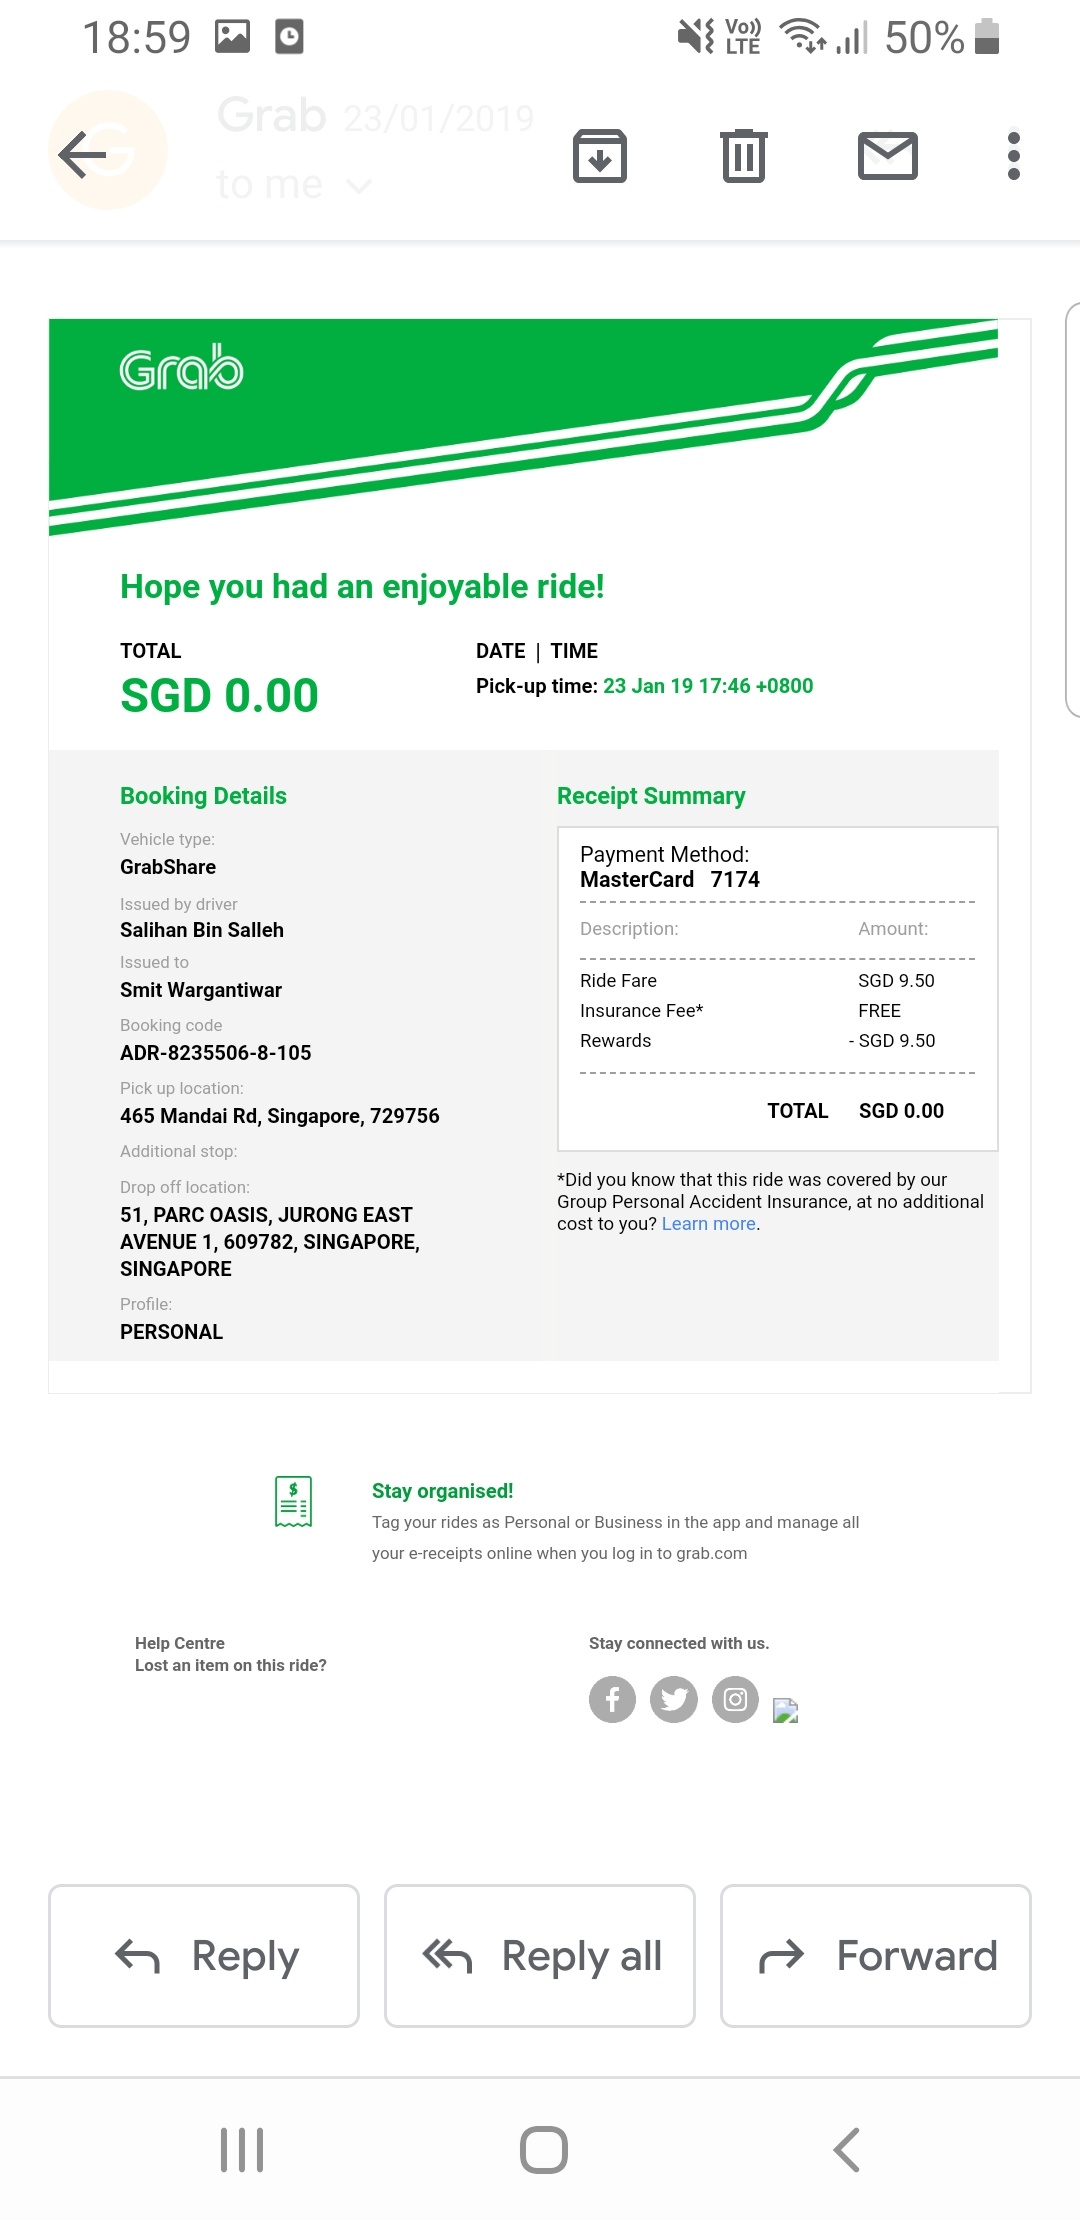 18:59 Vo)) LTE 50%
Grab 23/01/2019
to me
Grab
Hope you had an enjoyable ride!
TOTAL
SGD 0.00
DATE | TIME
Pick-up time: 23 Jan 19 17:46 +0800
Booking Details
Vehicle type:
GrabShare
Issued by driver
Salihan Bin Salleh
Issued to
Smit Wargantiwar
Booking code
ADR-8235506-8-105
Pick up location:
465 Mandai Rd, Singapore, 729756
Additional stop:
Drop off location:
51, PARC OASIS, JURONG EAST
AVENUE 1, 609782, SINGAPORE,
SINGAPORE
Profile:
PERSONAL
Receipt Summary
Payment Method:
MasterCard 7174
Description: Amount:
Ride Fare SGD 9.50
Insurance Fee* FREE
Rewards - SGD 9.50
TOTAL SGD 0.00
*Did you know that this ride was covered by our
Group Personal Accident Insurance, at no additional
cost to you? Learn more.
Stay organised!
Tag your rides as Personal or Business in the app and manage all
your e-receipts online when you log in to grab.com
Help Centre
Lost an item on this ride?
Stay connected with us.
Reply
Reply all
Forward